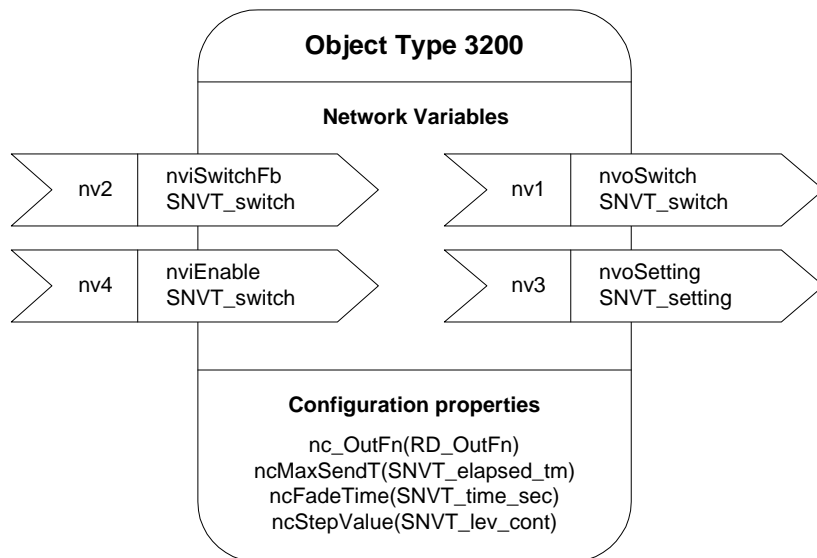 Object Type 3200
Network Variables
nv2
nviSwitchFb
SNVT_switch
nv1
nvoSwitch
SNVT_switch
nv4
nviEnable
SNVT_switch
nv3
nvoSetting
SNVT_setting
Configuration properties
nc_OutFn(RD_OutFn)
ncMaxSendT(SNVT_elapsed_tm)
ncFadeTime(SNVT_time_sec)
ncStepValue(SNVT_lev_cont)